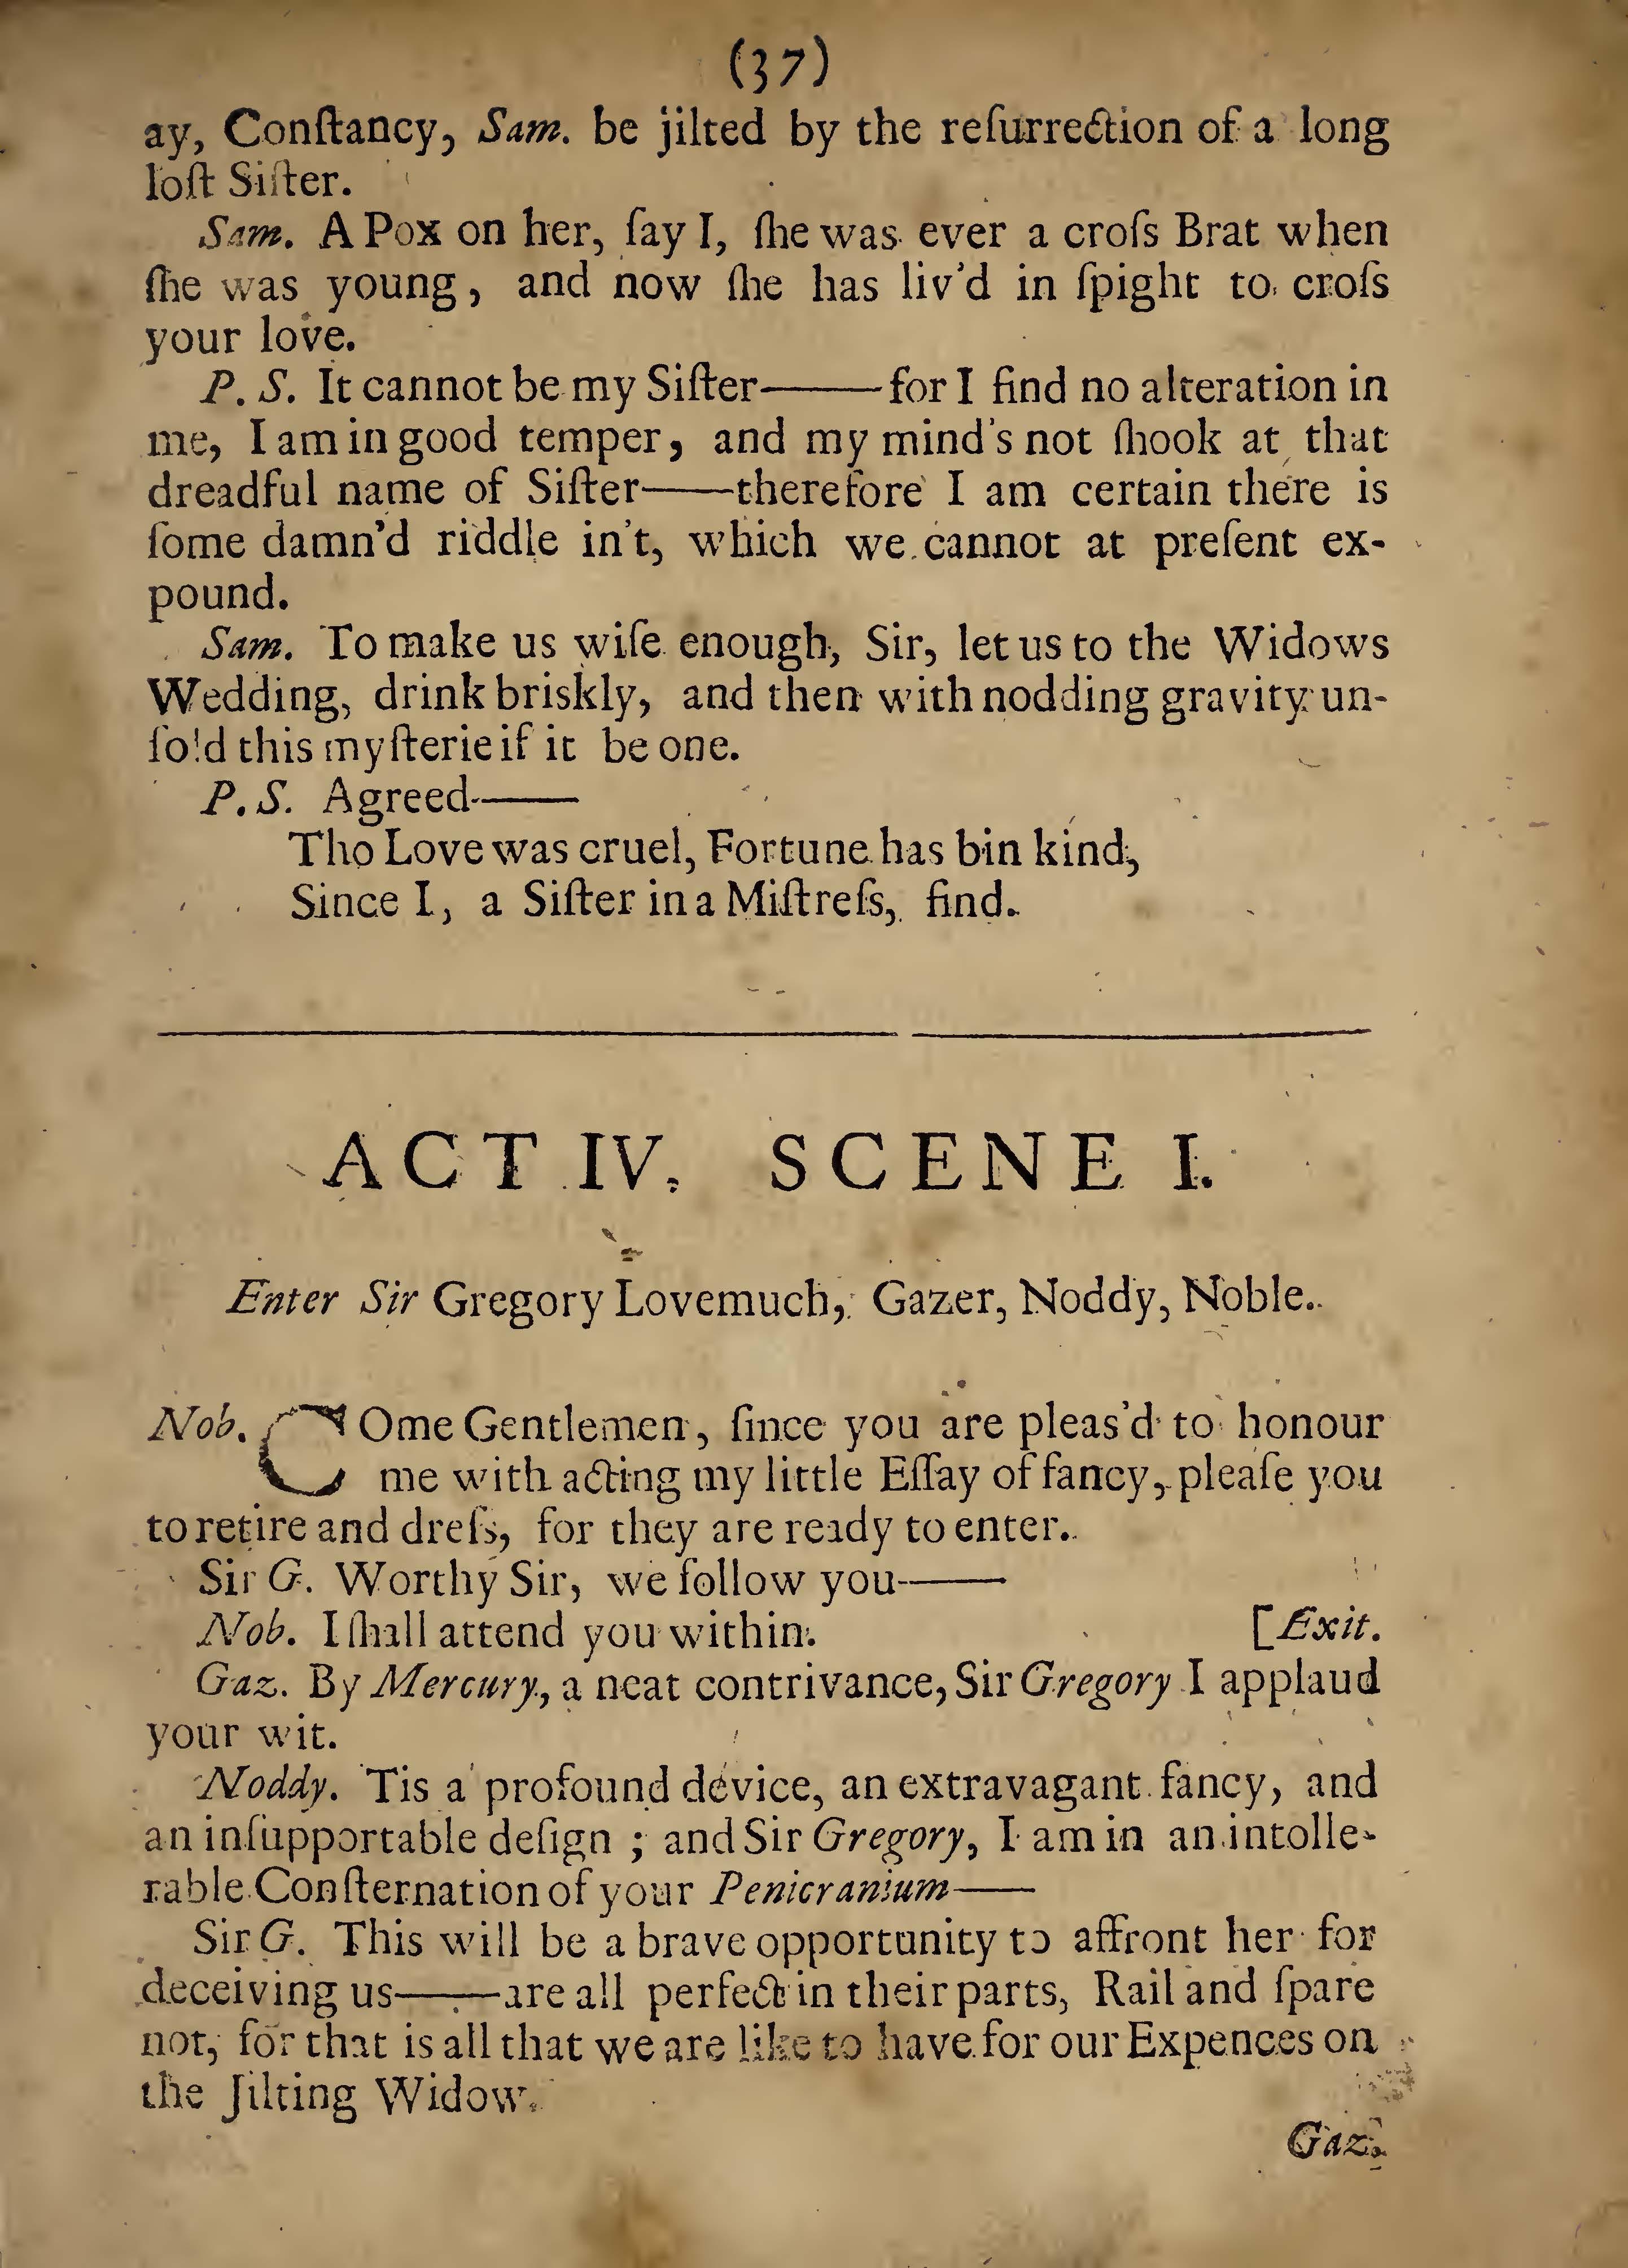 (37)
ay, Conſtancy, Sam. be jilted by the reſurrection of a long
loſt Siſter.
Sam. A Pox on her, ſay I, ſhe was ever a croſs Brat when
ſhe was young, and now ſhe has liv'd in ſpight to croſs
your love.
P. S. It cannot be my Siſter——for I find no alteration in
me, I am in good temper, and my mind's not ſhook at that
dreadful name of Siſter——therefore I am certain there is
ſome damn'd riddle in't, which we cannot at preſent ex-
pound.
Sam. To make us wiſe enough, Sir, let us to the Widows
Wedding, drink briskly, and then with nodding gravity un-
fold this myſterie if it be one.
P. S. Agreed——
Tho Love was cruel, Fortune has bin kind,
Since I, a Siſter in a Miſtreſs, find.
ACT IV. SCENE I.
Enter Sir Gregory Lovemuch, Gazer, Noddy, Noble.
Nob. COme Gentlemen, ſince you are pleas'd to honour
me with acting my little Eſſay of fancy, pleaſe you
to retire and dreſs, for they are ready to enter.
Sir G. Worthy Sir, we follow you——
Nob. I ſhall attend you within. [Exit.
Gaz. By Mercury, a neat contrivance, Sir Gregory I applaud
your wit.
Noddy. Tis a profound device, an extravagant fancy, and
an inſupportable deſign ; and Sir Gregory, I am in an intolle-
rable Conſternation of your Penicranium——
Sir G. This will be a brave opportunity to affront her for
deceiving us——are all perfect in their parts, Rail and ſpare
not, for that is all that we are like to have for our Expences on
the Jilting Widow.
Gaz.